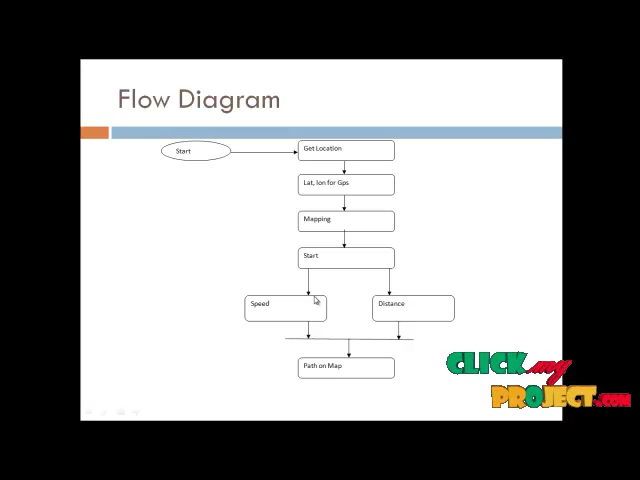 Flow Diagram
Start
Get Location
Lat, lon for Gps
Mapping
Start
Speed
Distance
Path on Map
CLICK my
PROJECT.COM